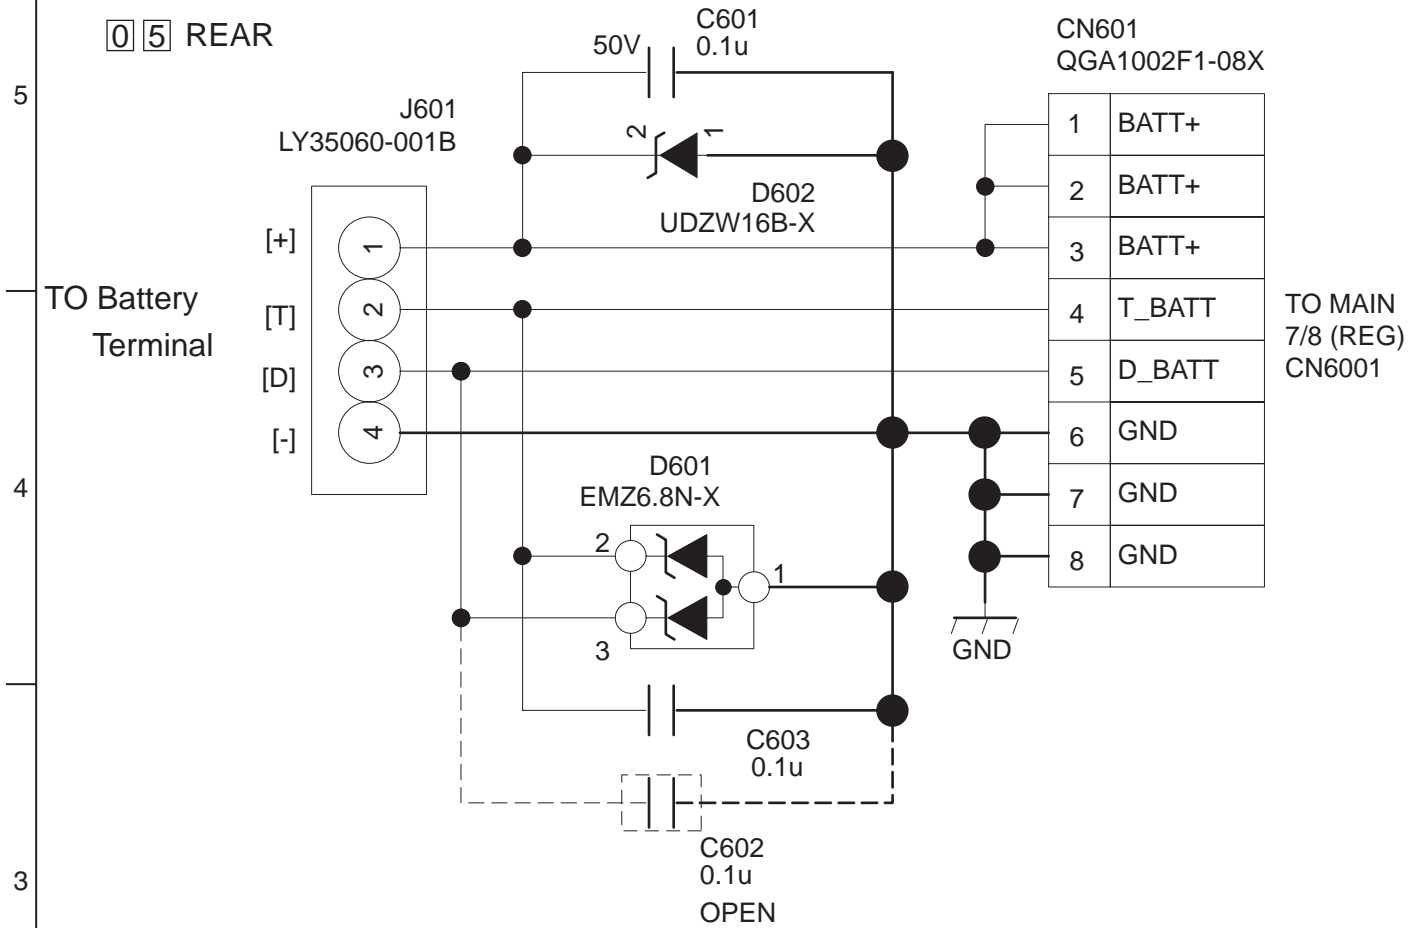 0 5 REAR
5
4
3
C601
50V 0.1u
CN601
QGA1002F1-08X
J601
LY35060-001B
2 1
D602
UDZW16B-X
TO Battery
Terminal
[+] 1
[T] 2
[D] 3
[-] 4
1 BATT+
2 BATT+
3 BATT+
4 T_BATT
5 D_BATT
6 GND
7 GND
8 GND
TO MAIN
7/8 (REG)
CN6001
D601
EMZ6.8N-X
2
1
3
GND
C603
0.1u
C602
0.1u
OPEN